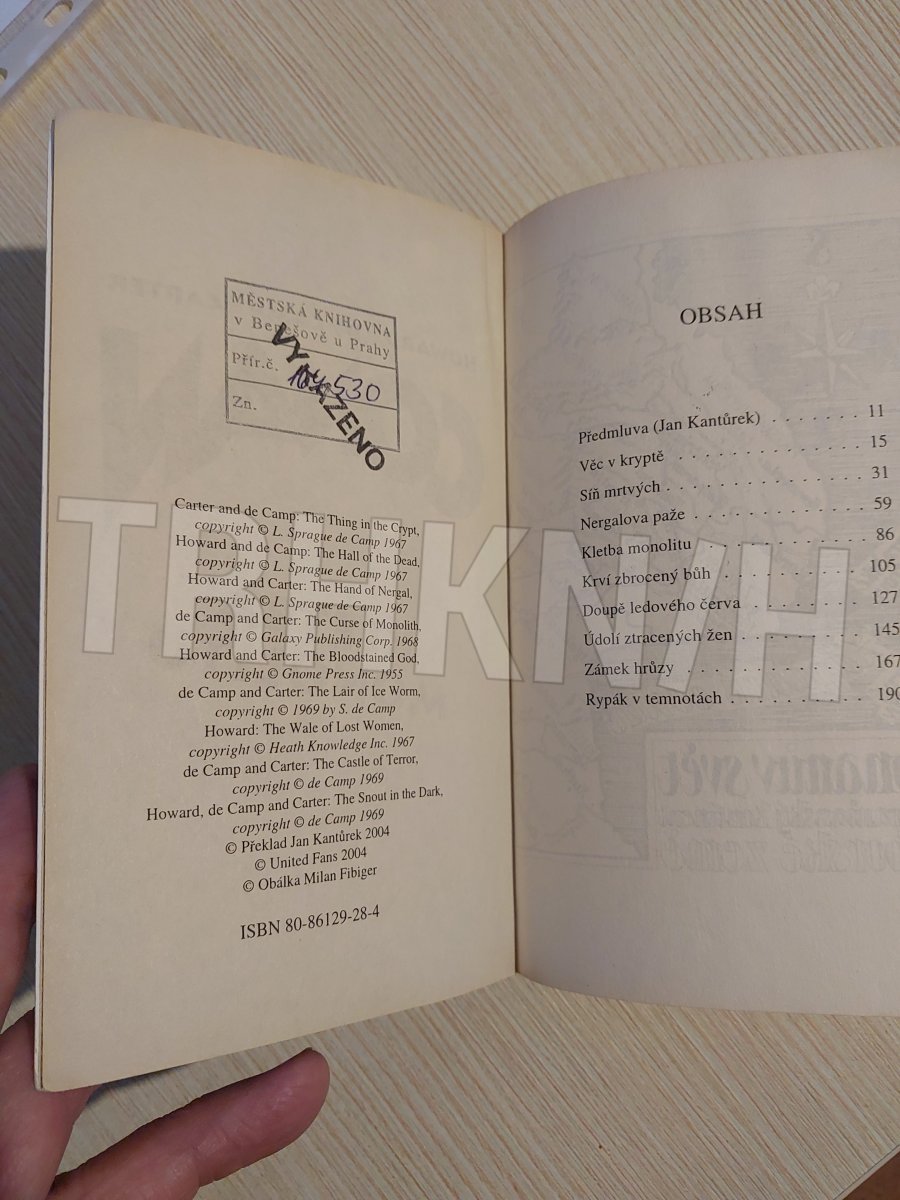 MĚSTSKÁ KNIHOVNA
v Benešově u Prahy
Přír.č. 164 530
Zn.
VYŘAZENO
Carter and de Camp: The Thing in the Crypt,
copyright © L. Sprague de Camp 1967
Howard and de Camp: The Hall of the Dead,
copyright © L. Sprague de Camp 1967
Howard and Carter: The Hand of Nergal,
copyright © L. Sprague de Camp 1967
de Camp and Carter: The Curse of Monolith,
copyright © Galaxy Publishing Corp. 1968
Howard and Carter: The Bloodstained God,
copyright © Gnome Press Inc. 1955
de Camp and Carter: The Lair of Ice Worm,
copyright © 1969 by S. de Camp
Howard: The Wale of Lost Women,
copyright © Heath Knowledge Inc. 1967
de Camp and Carter: The Castle of Terror,
copyright © de Camp 1969
Howard, de Camp and Carter: The Snout in the Dark,
copyright © de Camp 1969
© Překlad Jan Kantůrek 2004
© United Fans 2004
© Obálka Milan Fibiger
ISBN 80-86129-28-4
OBSAH
Předmluva (Jan Kantůrek) . . . . . . . 11
Věc v kryptě . . . . . . . . . . . . 15
Síň mrtvých . . . . . . . . . . . . 31
Nergalova paže . . . . . . . . . . . 59
Kletba monolitu . . . . . . . . . . 86
Krví zbrocený bůh . . . . . . . . . . 105
Doupě ledového červa . . . . . . . . 127
Údolí ztracených žen . . . . . . . . 145
Zámek hrůzy . . . . . . . . . . . . 167
Rypák v temnotách . . . . . . . . . . 190
TRHKNIH